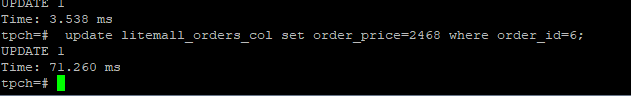 UPDATE 1
Time: 3.538 ms
tpch=#  update litemall_orders_col set order_price=2468 where order_id=6;
UPDATE 1
Time: 71.260 ms
tpch=#